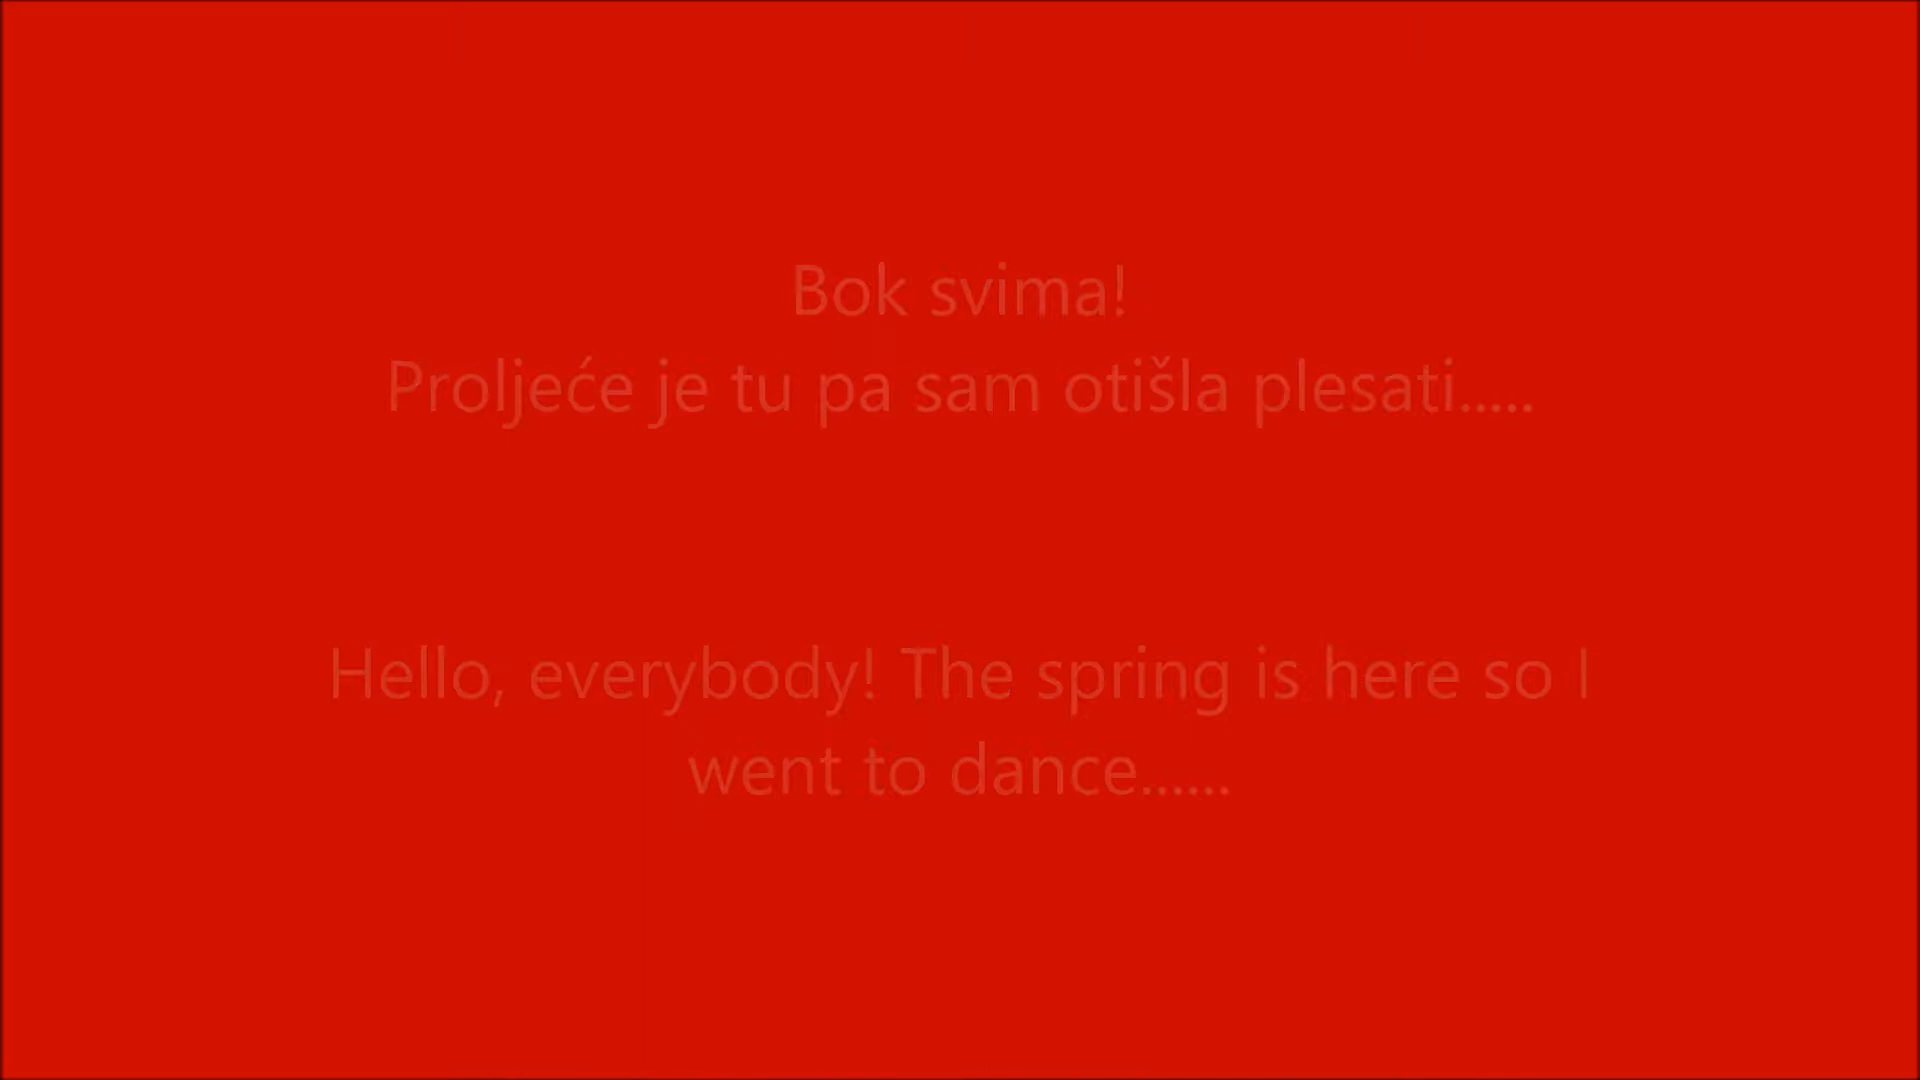 Bok svima!
Proljeće je tu pa sam otišla plesati.....
Hello, everybody! The spring is here so I
went to dance......